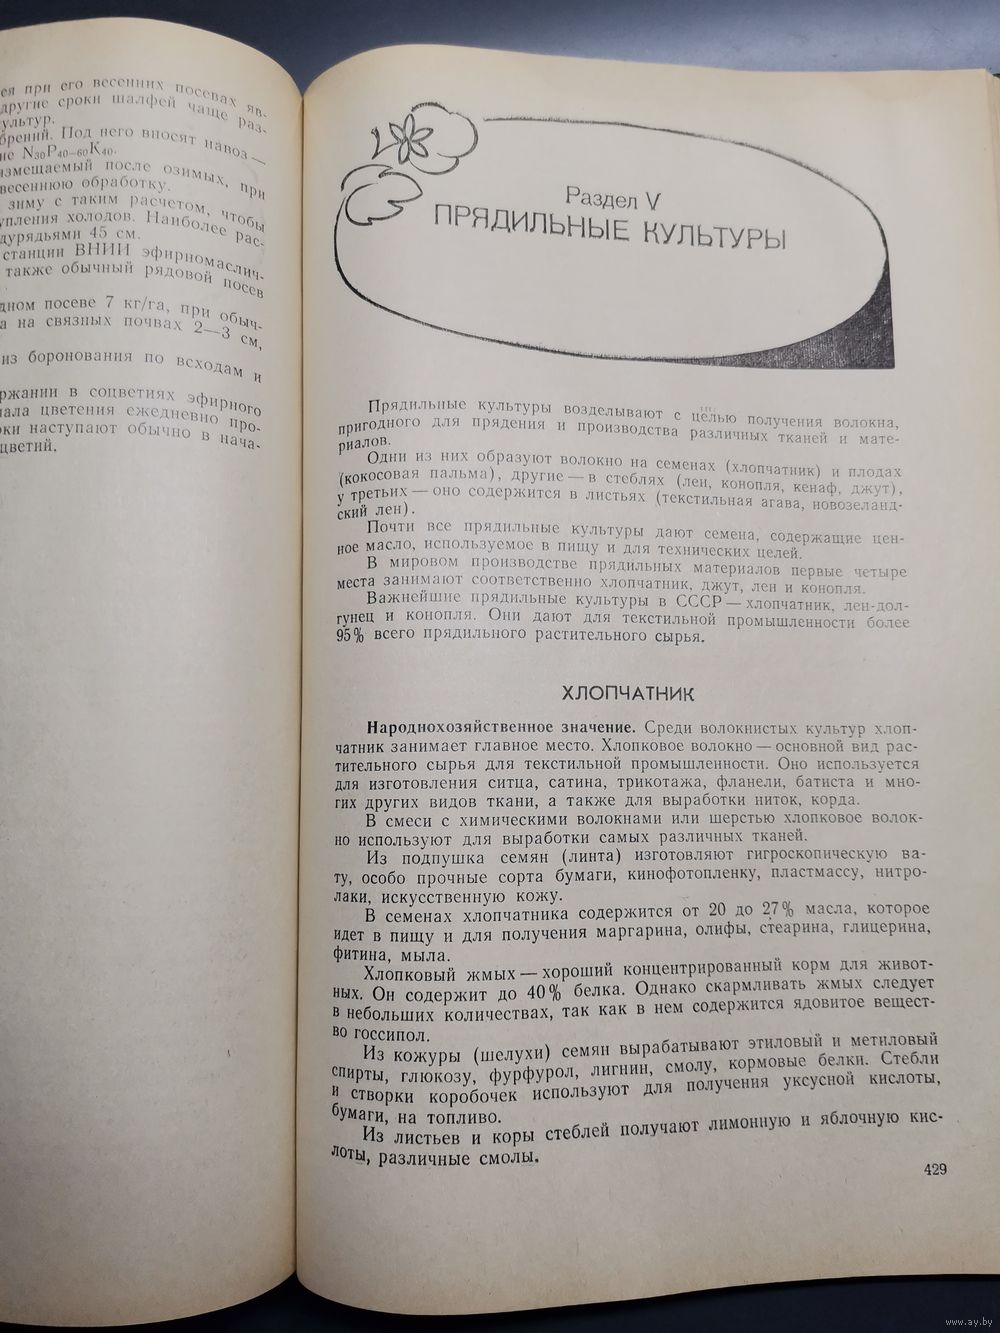 ся при его весенних посевах яв-
другие сроки шалфей чаще раз-
ультур.
брений. Под него вносят навоз —
ие N30P40—60K40.
измещаемый после озимых, при
весеннюю обработку.
зиму с таким расчетом, чтобы
упления холодов. Наиболее рас-
дурядьями 45 см.
станции ВНИИ эфирномаслич-
также обычный рядовой посев
дном посеве 7 кг/га, при обыч-
а на связных почвах 2—3 см,
из боронования по всходам и
ржании в соцветиях эфирного
ала цветения ежедневно про-
оки наступают обычно в нача-
цветий.
Раздел V
ПРЯДИЛЬНЫЕ КУЛЬТУРЫ
Прядильные культуры возделывают с целью получения волокна,
пригодного для прядения и производства различных тканей и мате-
риалов.
Одни из них образуют волокно на семенах (хлопчатник) и плодах
(кокосовая пальма), другие — в стеблях (лен, конопля, кенаф, джут),
у третьих — оно содержится в листьях (текстильная агава, новозеланд-
ский лен).
Почти все прядильные культуры дают семена, содержащие цен-
ное масло, используемое в пищу и для технических целей.
В мировом производстве прядильных материалов первые четыре
места занимают соответственно хлопчатник, джут, лен и конопля.
Важнейшие прядильные культуры в СССР — хлопчатник, лен-дол-
гунец и конопля. Они дают для текстильной промышленности более
95% всего прядильного растительного сырья.
ХЛОПЧАТНИК
Народнохозяйственное значение. Среди волокнистых культур хлоп-
чатник занимает главное место. Хлопковое волокно — основной вид рас-
тительного сырья для текстильной промышленности. Оно используется
для изготовления ситца, сатина, трикотажа, фланели, батиста и мно-
гих других видов ткани, а также для выработки ниток, корда.
В смеси с химическими волокнами или шерстью хлопковое волок-
но используют для выработки самых различных тканей.
Из подпушка семян (линта) изготовляют гигроскопическую ва-
ту, особо прочные сорта бумаги, кинофотопленку, пластмассу, нитро-
лаки, искусственную кожу.
В семенах хлопчатника содержится от 20 до 27% масла, которое
идет в пищу и для получения маргарина, олифы, стеарина, глицерина,
фитина, мыла.
Хлопковый жмых — хороший концентрированный корм для живот-
ных. Он содержит до 40% белка. Однако скармливать жмых следует
в небольших количествах, так как в нем содержится ядовитое вещест-
во госсипол.
Из кожуры (шелухи) семян вырабатывают этиловый и метиловый
спирты, глюкозу, фурфурол, лигнин, смолу, кормовые белки. Стебли
и створки коробочек используют для получения уксусной кислоты,
бумаги, на топливо.
Из листьев и коры стеблей получают лимонную и яблочную кис-
лоты, различные смолы.
429
www.ay.by